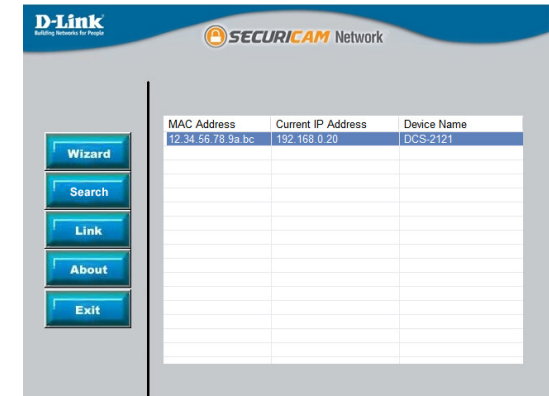 D-Link
Building Networks for People
SECURICAM Network
MAC Address Current IP Address Device Name
12.34.56.78.9a.bc 192.168.0.20 DCS-2121
Wizard
Search
Link
About
Exit